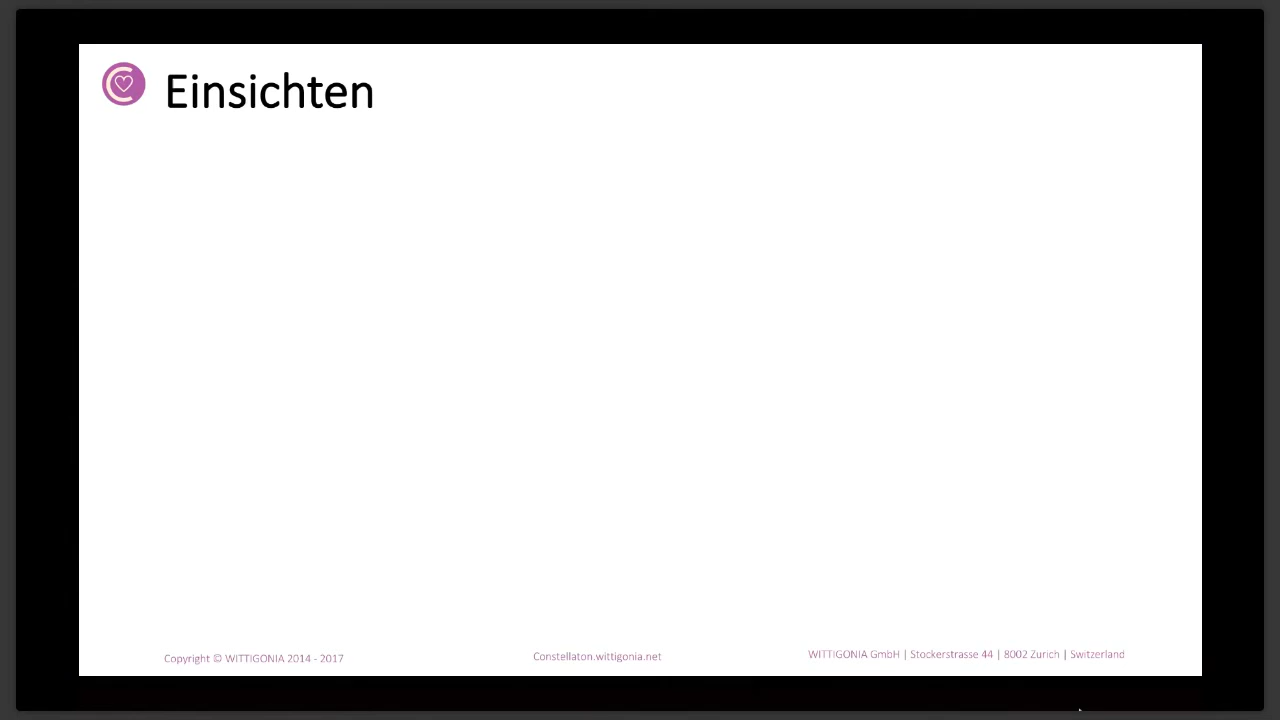 Einsichten
Copyright © WITTIGONIA 2014 - 2017
Constellaton.wittigonia.net
WITTIGONIA GmbH | Stockerstrasse 44 | 8002 Zurich | Switzerland